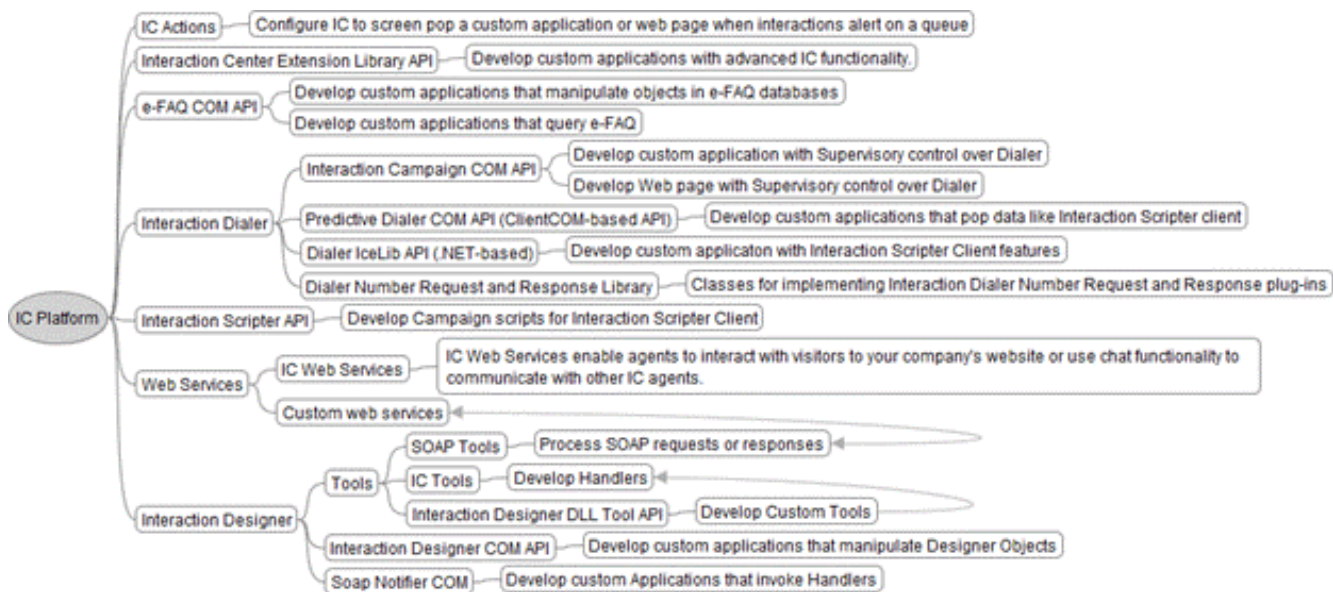 IC Actions
Configure IC to screen pop a custom application or web page when interactions alert on a queue
Interaction Center Extension Library API
Develop custom applications with advanced IC functionality.
e-FAQ COM API
Develop custom applications that manipulate objects in e-FAQ databases
Develop custom applications that query e-FAQ
Interaction Dialer
Interaction Campaign COM API
Develop custom application with Supervisory control over Dialer
Develop Web page with Supervisory control over Dialer
Predictive Dialer COM API (ClientCOM-based API)
Develop custom applications that pop data like Interaction Scripter client
Dialer IceLib API (.NET-based)
Develop custom applicaton with Interaction Scripter Client features
Dialer Number Request and Response Library
Classes for implementing Interaction Dialer Number Request and Response plug-ins
IC Platform
Interaction Scripter API
Develop Campaign scripts for Interaction Scripter Client
Web Services
IC Web Services
IC Web Services enable agents to interact with visitors to your company's website or use chat functionality to
communicate with other IC agents.
Custom web services
Interaction Designer
Tools
SOAP Tools
Process SOAP requests or responses
IC Tools
Develop Handlers
Interaction Designer DLL Tool API
Develop Custom Tools
Interaction Designer COM API
Develop custom applications that manipulate Designer Objects
Soap Notifier COM
Develop custom Applications that invoke Handlers